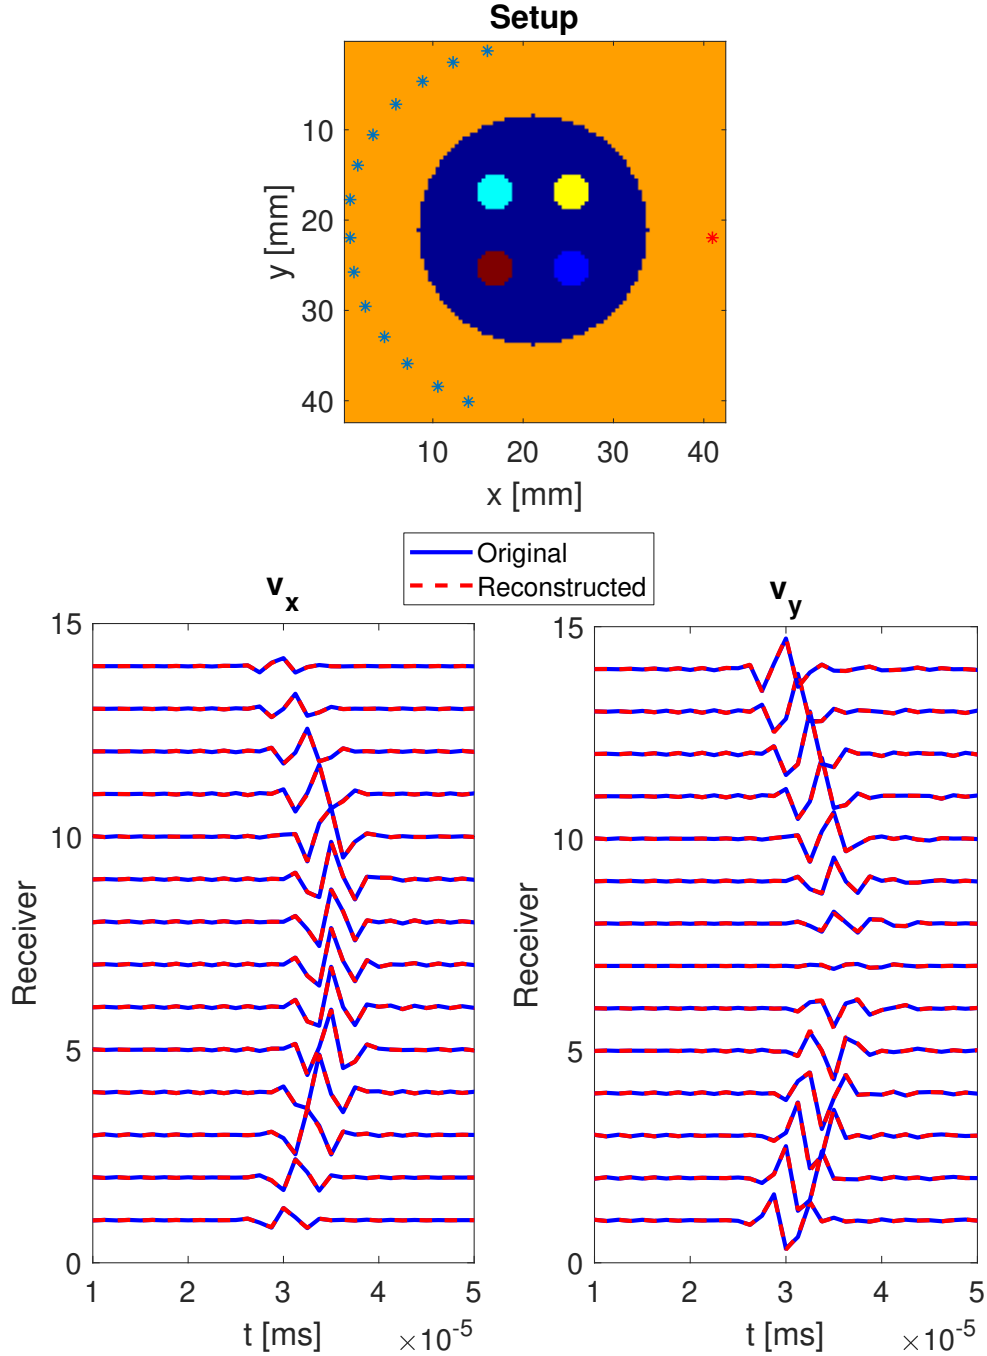 Setup
10
20
30
40
y [mm]
10 20 30 40
x [mm]
Original
Reconstructed
v_x
15
10
5
0
Receiver
1 2 3 4 5
t [ms]
×10^-5
v_y
15
10
5
0
Receiver
1 2 3 4 5
t [ms]
×10^-5